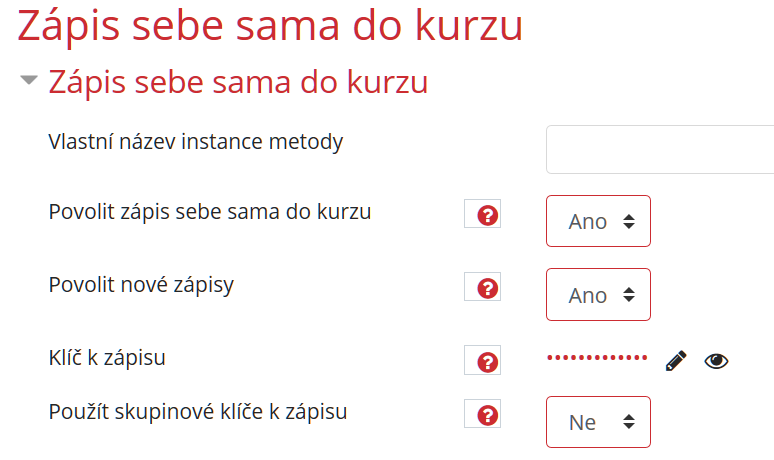 Zápis sebe sama do kurzu
Zápis sebe sama do kurzu
Vlastní název instance metody
Povolit zápis sebe sama do kurzu
Ano
Povolit nové zápisy
Ano
Klíč k zápisu
Použít skupinové klíče k zápisu
Ne